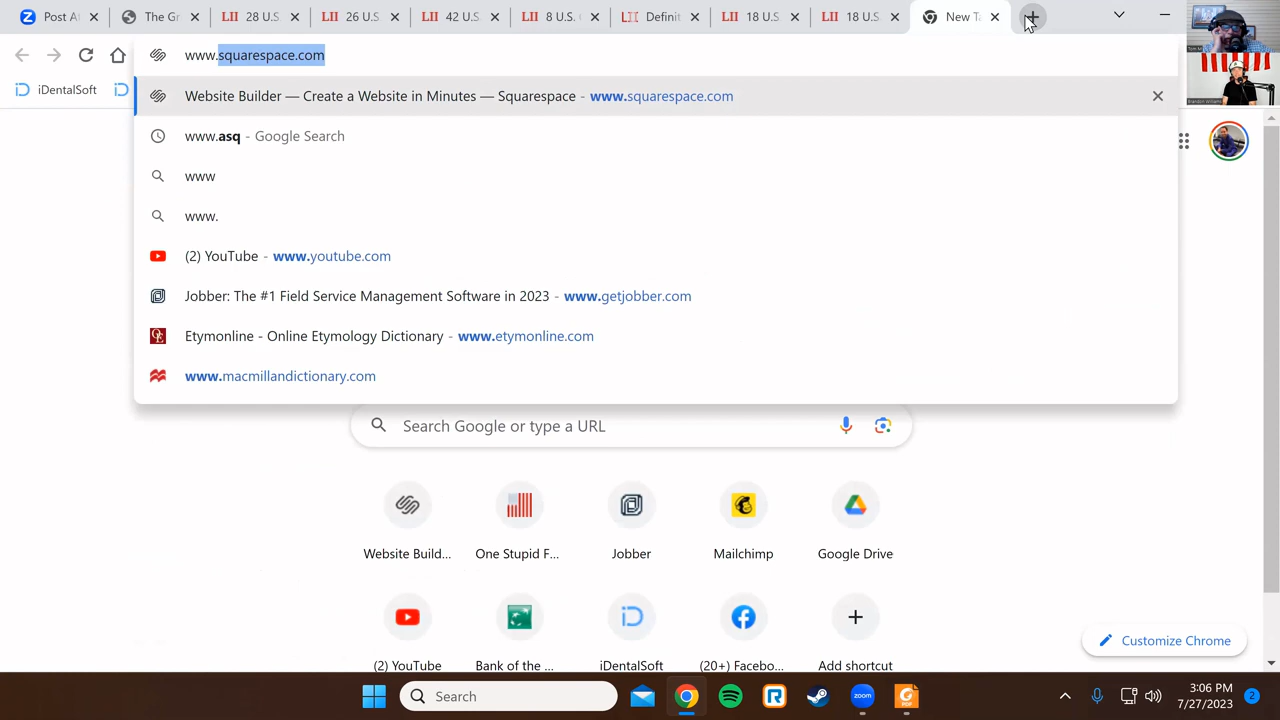 Post A
The Gr
LII 28 U.S.
LII 26 U.S.
LII 42 U.S
LII 8 U.S.
LII Definit
LII 18 U.S
LII 18 U.S
New Ta
www.squarespace.com
iDentalSoft
Website Builder — Create a Website in Minutes — Squarespace - www.squarespace.com
www.asq - Google Search
www
www.
(2) YouTube - www.youtube.com
Jobber: The #1 Field Service Management Software in 2023 - www.getjobber.com
Etymonline - Online Etymology Dictionary - www.etymonline.com
www.macmillandictionary.com
Search Google or type a URL
Website Build...
One Stupid F...
Jobber
Mailchimp
Google Drive
(2) YouTube
Bank of the ...
iDentalSoft
(20+) Facebo...
Add shortcut
Customize Chrome
Search
3:06 PM
7/27/2023
2